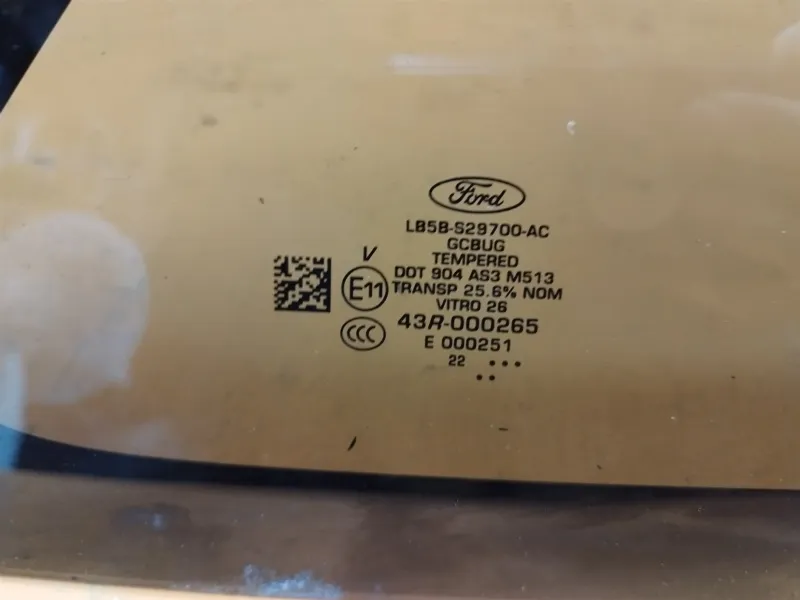 Ford
LB5B-S29700-AC
GCBUG
TEMPERED
DOT 904 AS3 M513
TRANSP 25.6% NOM
VITRO 26
43R-000265
E 000251
22
V
E11
CCC